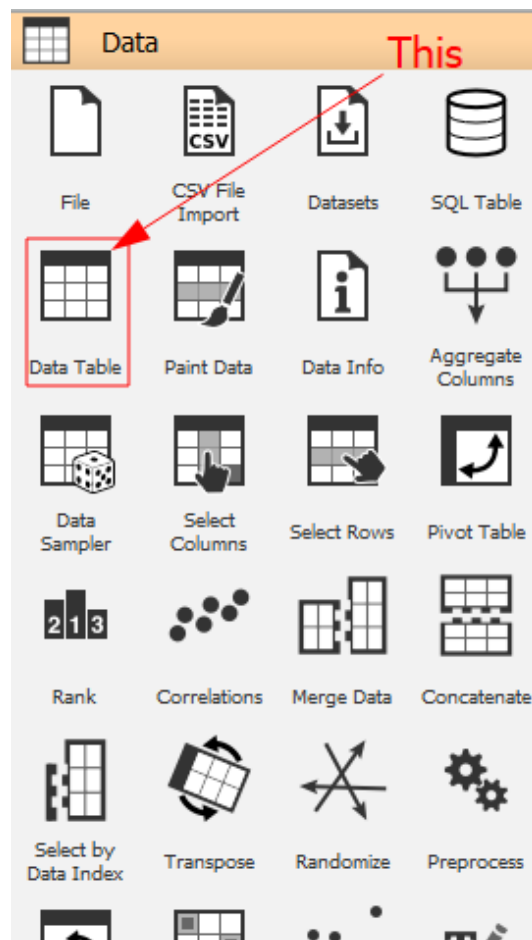 Data
This
CSV
File
CSV File
Import
Datasets
SQL Table
i
Data Table
Paint Data
Data Info
Aggregate
Columns
Data
Sampler
Select
Columns
Select Rows
Pivot Table
2 1 3
Rank
Correlations
Merge Data
Concatenate
Select by
Data Index
Transpose
Randomize
Preprocess